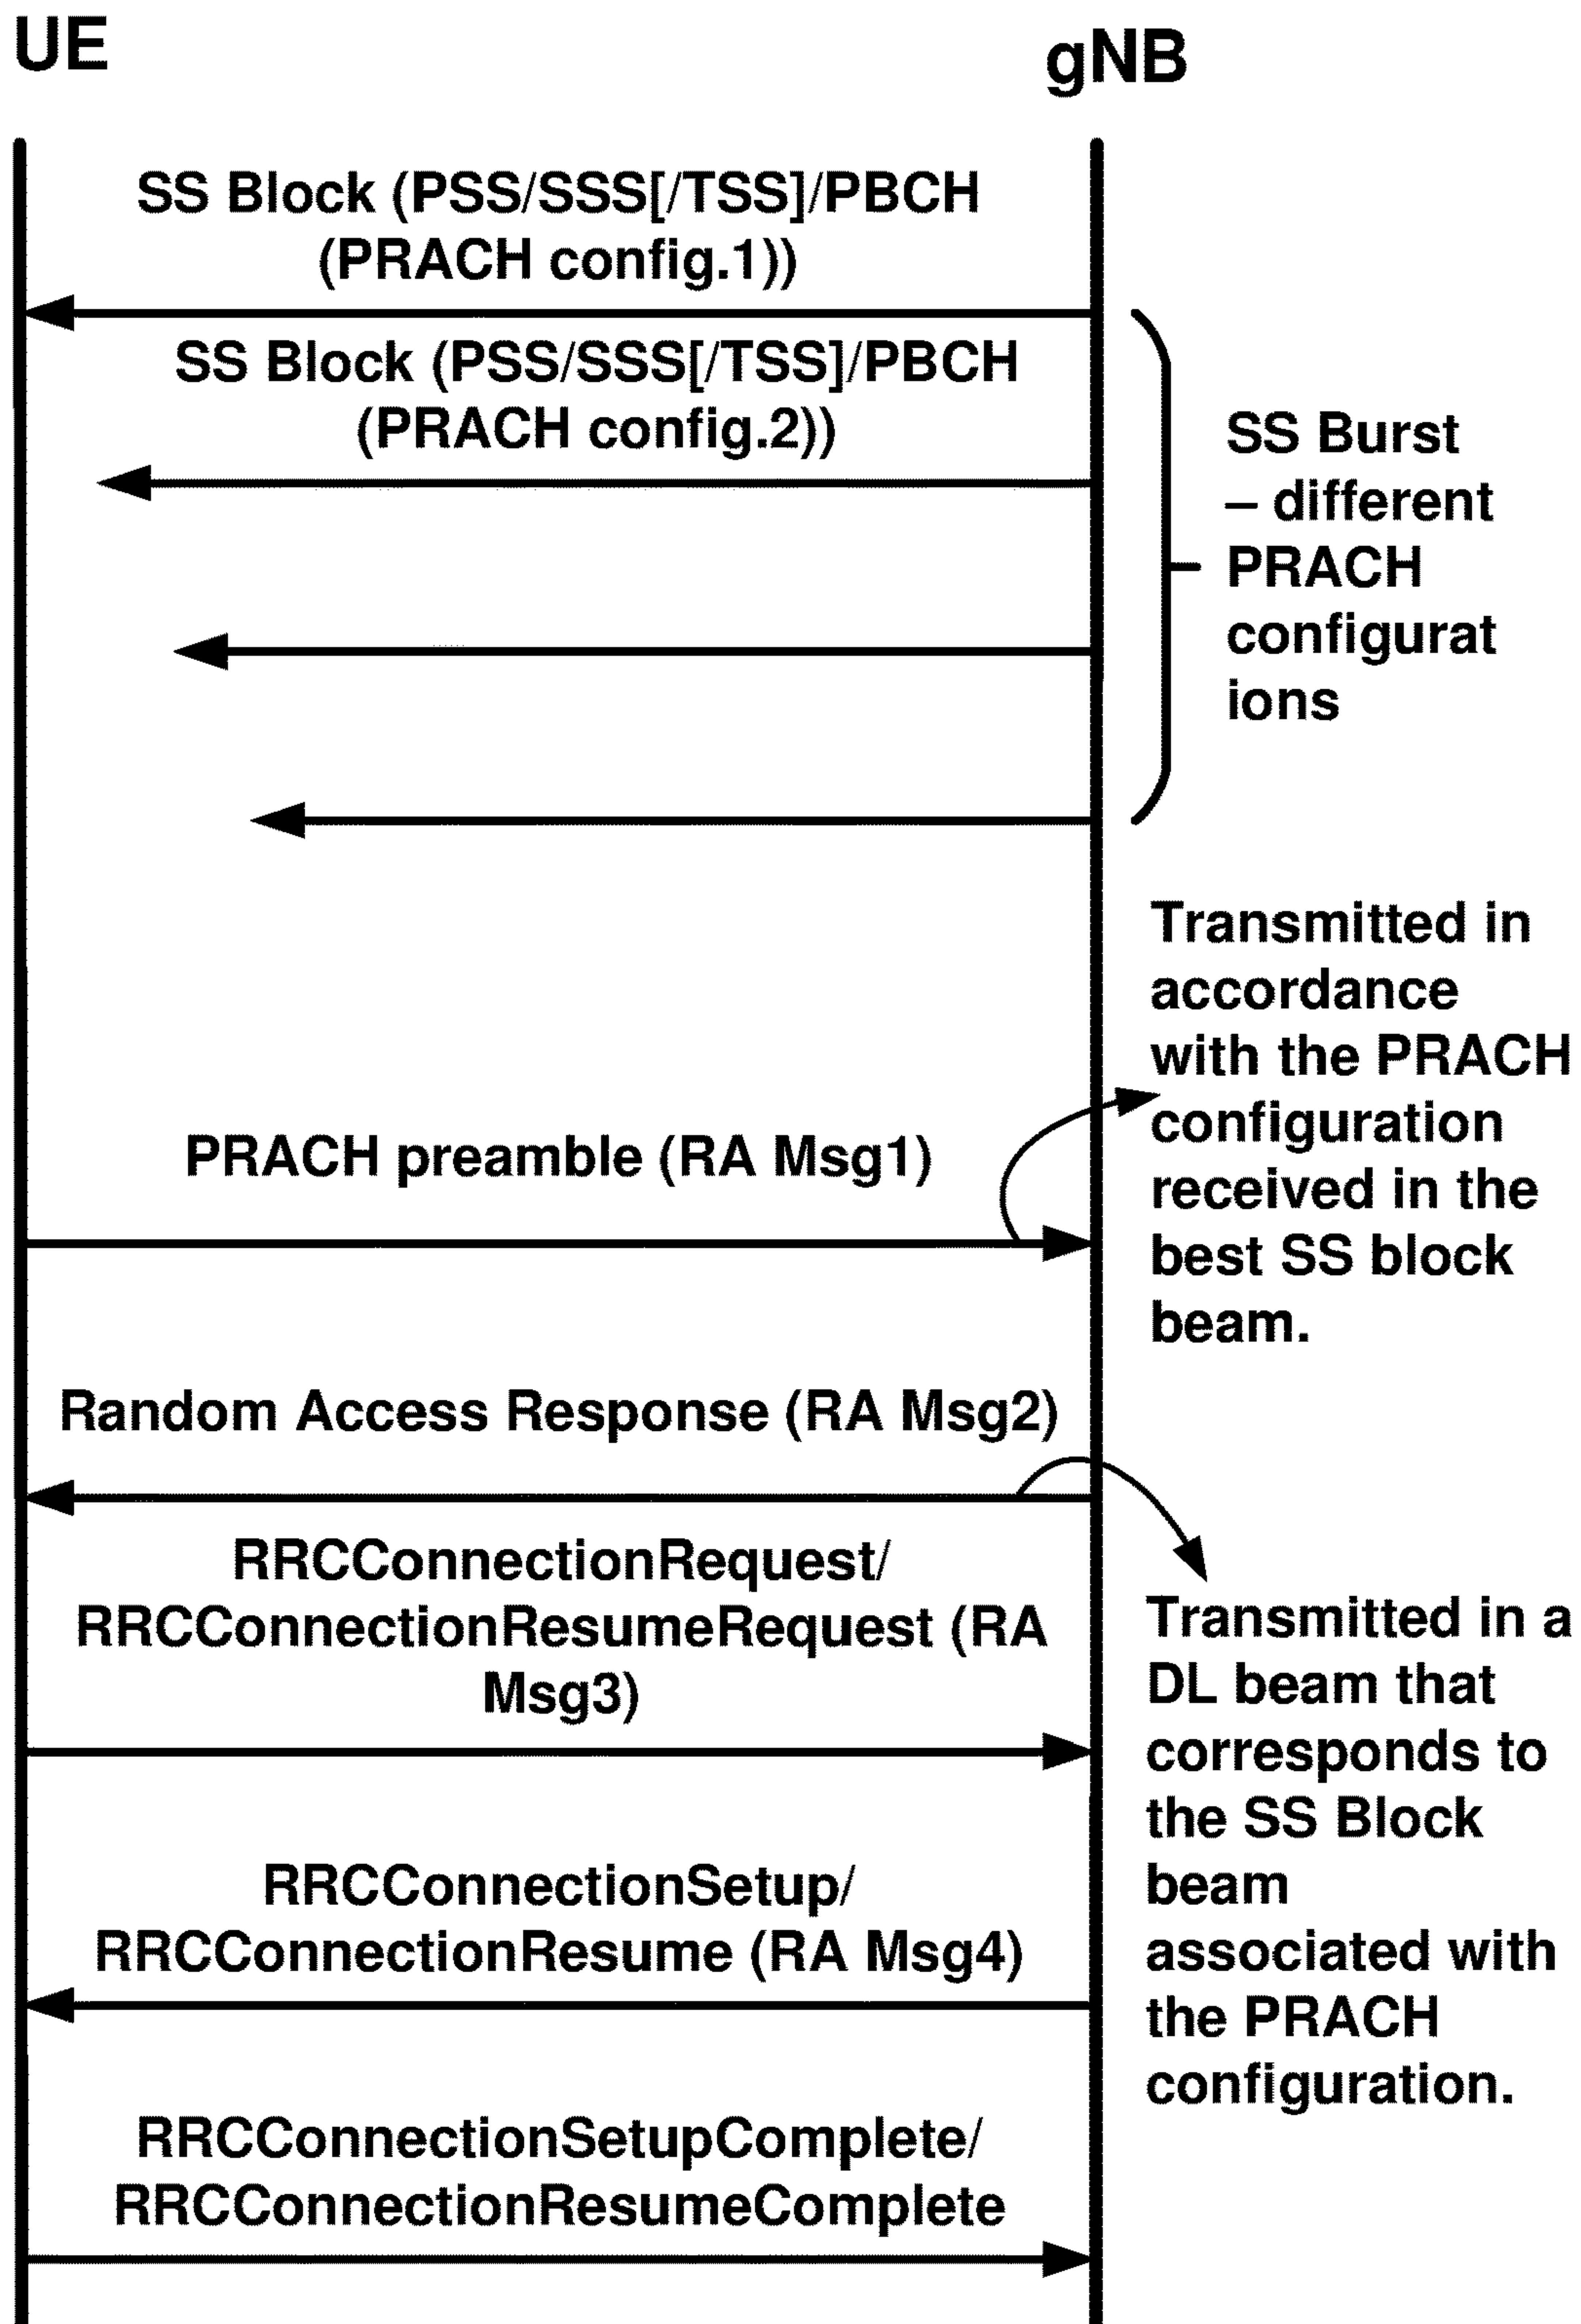 UE
gNB
SS Block (PSS/SSS[/TSS]/PBCH
(PRACH config.1))
SS Block (PSS/SSS[/TSS]/PBCH
(PRACH config.2))
SS Burst
– different
PRACH
configurat
ions
Transmitted in
accordance
with the PRACH
configuration
received in the
best SS block
beam.
PRACH preamble (RA Msg1)
Random Access Response (RA Msg2)
RRCConnectionRequest/
RRCConnectionResumeRequest (RA
Msg3)
Transmitted in a
DL beam that
corresponds to
the SS Block
beam
associated with
the PRACH
configuration.
RRCConnectionSetup/
RRCConnectionResume (RA Msg4)
RRCConnectionSetupComplete/
RRCConnectionResumeComplete